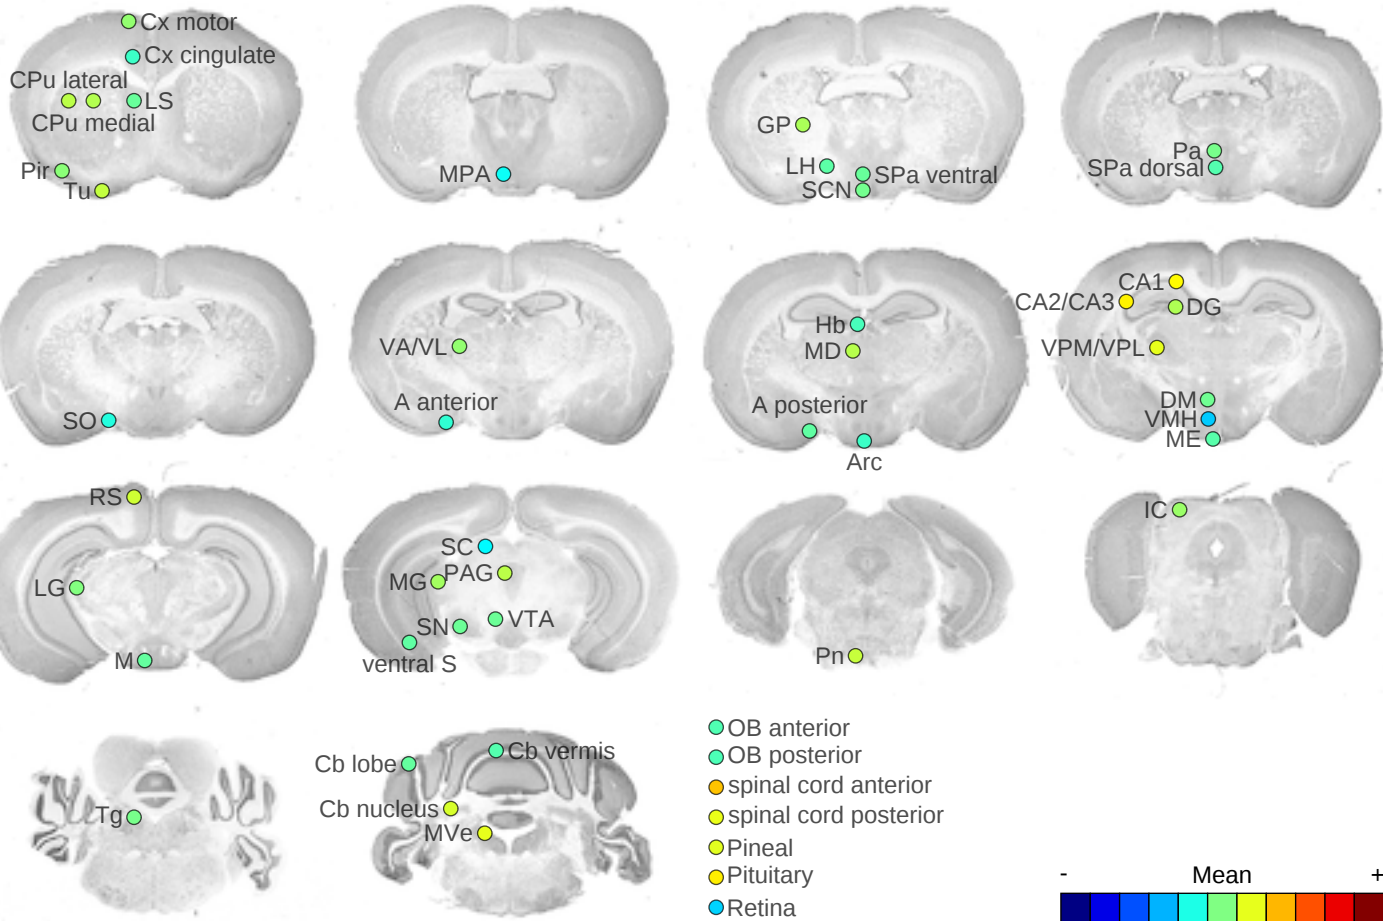 Cx motor
Cx cingulate
CPu lateral
LS
CPu medial
Pir
Tu
MPA
GP
LH
SPa ventral
SCN
Pa
SPa dorsal
SO
VA/VL
A anterior
Hb
MD
A posterior
Arc
CA1
CA2/CA3
DG
VPM/VPL
DM
VMH
ME
RS
LG
M
SC
PAG
MG
VTA
SN
ventral S
Pn
IC
Tg
Cb vermis
Cb lobe
Cb nucleus
MVe
OB anterior
OB posterior
spinal cord anterior
spinal cord posterior
Pineal
Pituitary
Retina
- Mean +